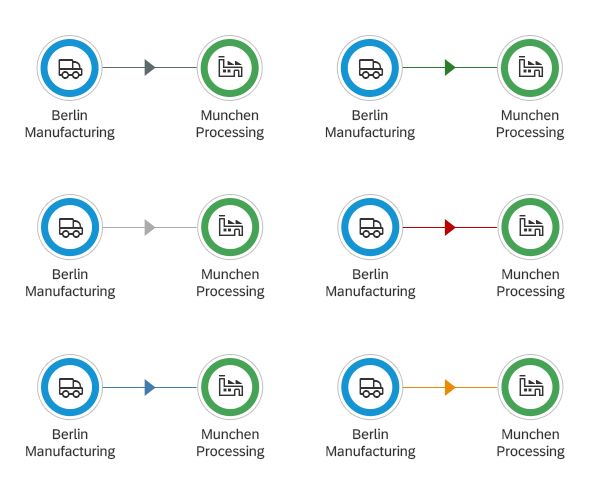 Berlin
Manufacturing
Munchen
Processing
Berlin
Manufacturing
Munchen
Processing
Berlin
Manufacturing
Munchen
Processing
Berlin
Manufacturing
Munchen
Processing
Berlin
Manufacturing
Munchen
Processing
Berlin
Manufacturing
Munchen
Processing